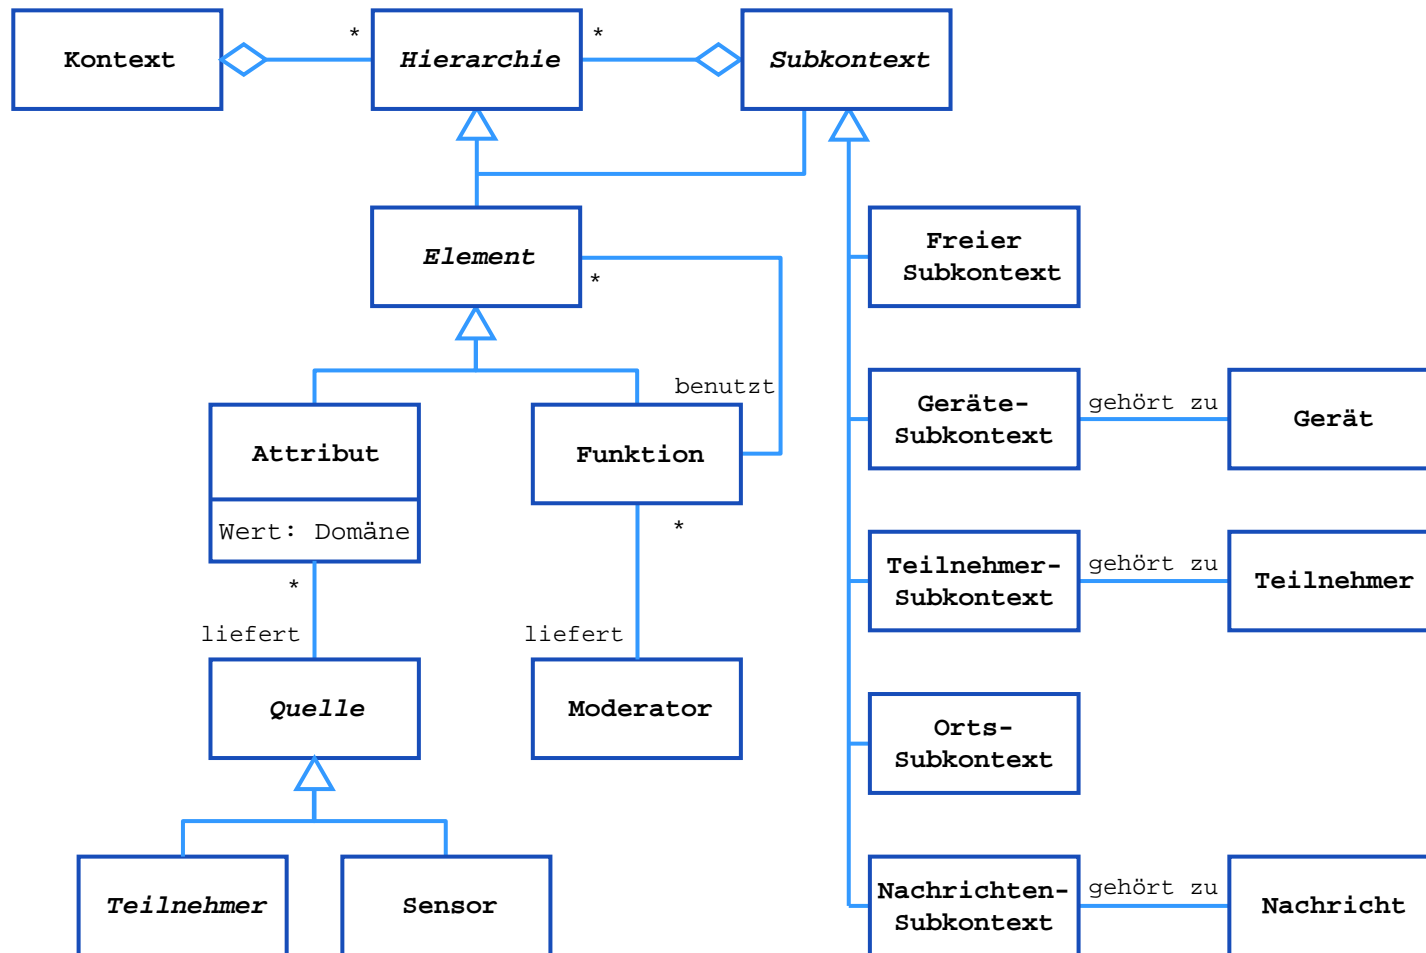 Kontext
*
Hierarchie
*
Subkontext
Element
*
Freier
Subkontext
benutzt
Geräte-
Subkontext
gehört zu
Gerät
Attribut
Wert: Domäne
Funktion
*
*
liefert
liefert
Teilnehmer-
Subkontext
gehört zu
Teilnehmer
Quelle
Moderator
Orts-
Subkontext
Teilnehmer
Sensor
Nachrichten-
Subkontext
gehört zu
Nachricht